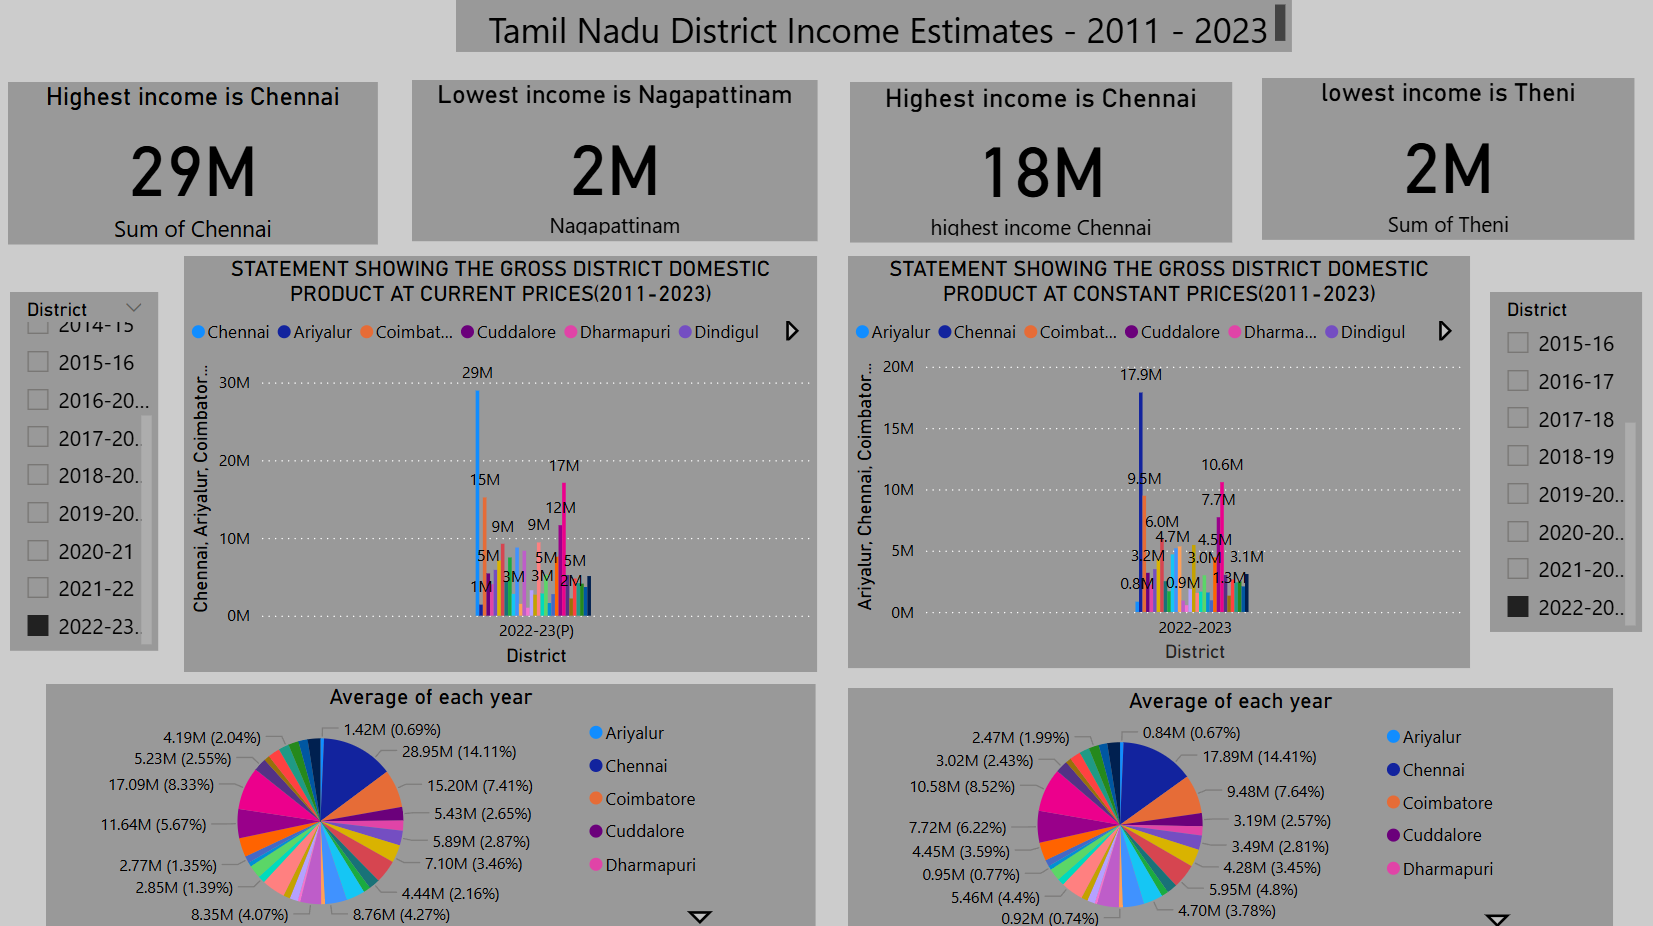 Tamil Nadu District Income Estimates - 2011 - 2023
Highest income is Chennai
29M
Sum of Chennai
Lowest income is Nagapattinam
2M
Nagapattinam
Highest income is Chennai
18M
highest income Chennai
lowest income is Theni
2M
Sum of Theni
District
2014-15
2015-16
2016-20...
2017-20..
2018-20..
2019-20..
2020-21
2021-22
2022-23..
STATEMENT SHOWING THE GROSS DISTRICT DOMESTIC
PRODUCT AT CURRENT PRICES(2011-2023)
Chennai Ariyalur Coimbat... Cuddalore Dharmapuri Dindigul
Chennai, Ariyalur, Coimbator...
30M
20M
10M
0M
29M
15M
17M
12M
9M
9M
5M
5M
5M
3M
3M
1M
2M
2022-23(P)
District
STATEMENT SHOWING THE GROSS DISTRICT DOMESTIC
PRODUCT AT CONSTANT PRICES(2011-2023)
Ariyalur Chennai Coimbat... Cuddalore Dharma... Dindigul
Ariyalur, Chennai, Coimbator...
20M
15M
10M
5M
0M
17.9M
9.5M
10.6M
7.7M
6.0M
4.7M
4.5M
3.2M
3.0M
3.1M
0.8M
0.9M
1.3M
2022-2023
District
District
2015-16
2016-17
2017-18
2018-19
2019-20..
2020-20..
2021-20..
2022-20..
Average of each year
1.42M (0.69%)
28.95M (14.11%)
15.20M (7.41%)
5.43M (2.65%)
5.89M (2.87%)
7.10M (3.46%)
4.44M (2.16%)
8.76M (4.27%)
8.35M (4.07%)
2.85M (1.39%)
2.77M (1.35%)
11.64M (5.67%)
17.09M (8.33%)
5.23M (2.55%)
4.19M (2.04%)
Ariyalur
Chennai
Coimbatore
Cuddalore
Dharmapuri
Average of each year
0.84M (0.67%)
17.89M (14.41%)
9.48M (7.64%)
3.19M (2.57%)
3.49M (2.81%)
4.28M (3.45%)
5.95M (4.8%)
4.70M (3.78%)
0.92M (0.74%)
5.46M (4.4%)
0.95M (0.77%)
4.45M (3.59%)
7.72M (6.22%)
10.58M (8.52%)
3.02M (2.43%)
2.47M (1.99%)
Ariyalur
Chennai
Coimbatore
Cuddalore
Dharmapuri